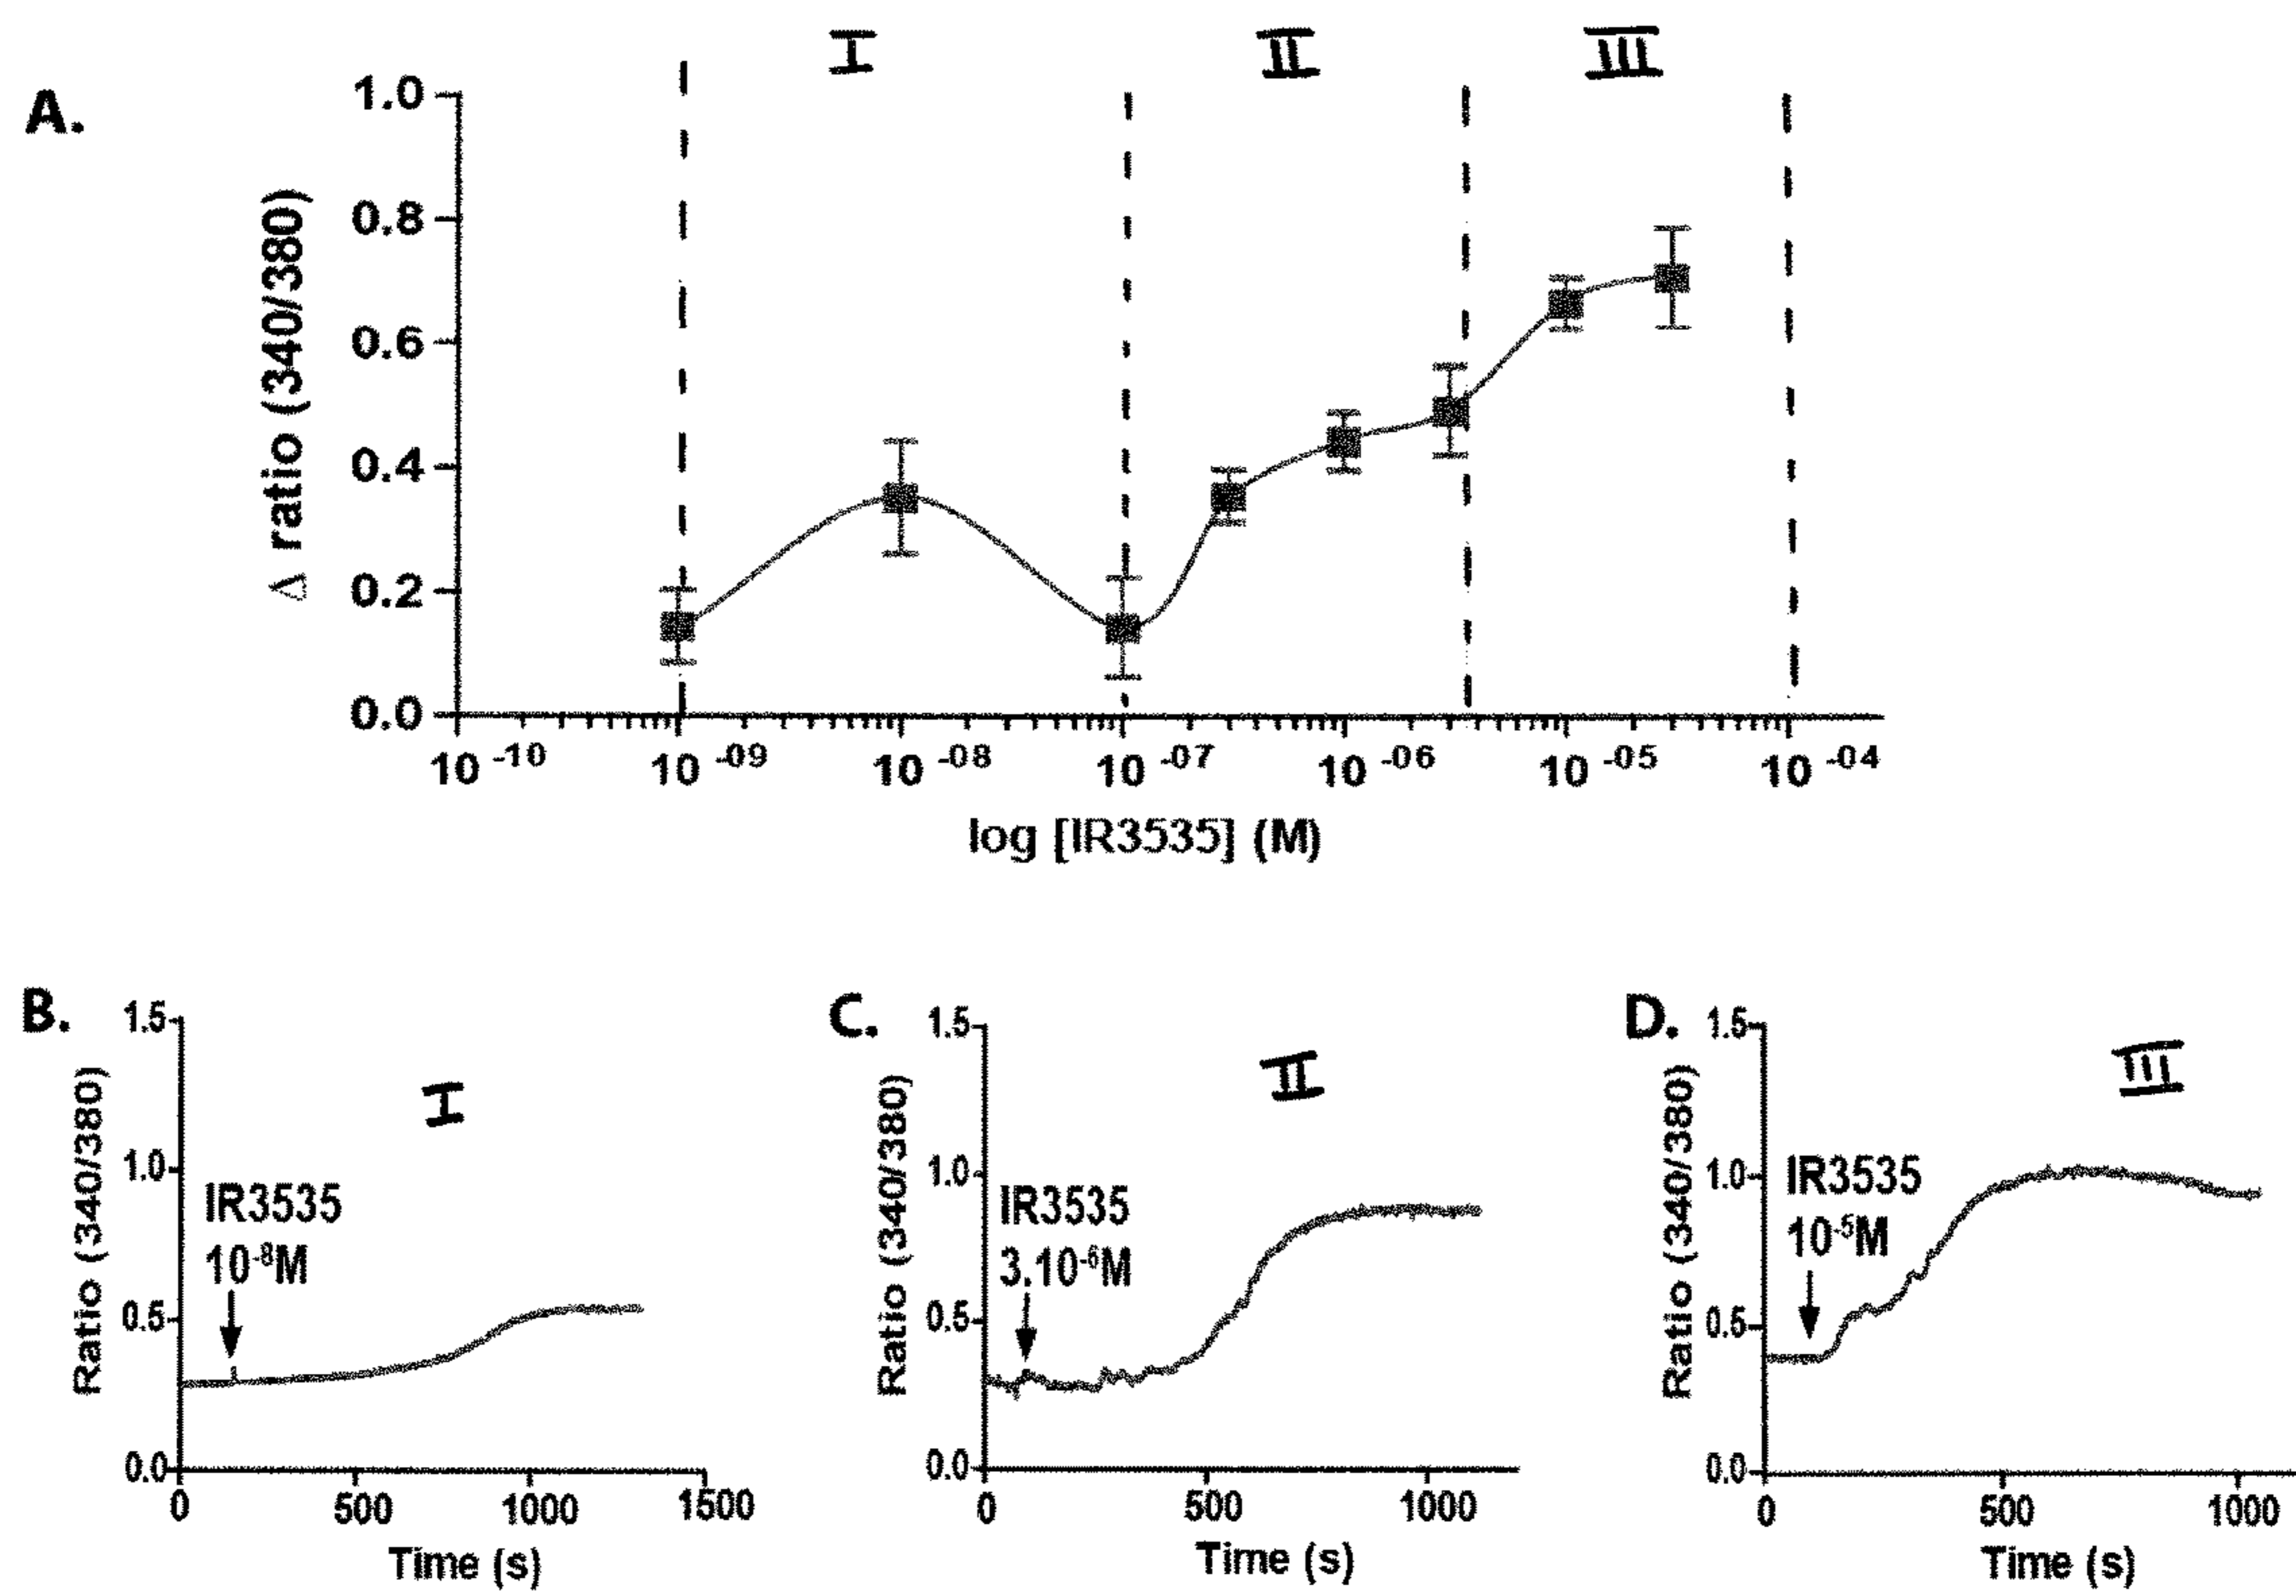 A.
I
II
III
1.0
0.8
0.6
0.4
0.2
0.0
Δ ratio (340/380)
10 -10
10 -09
10 -08
10 -07
10 -06
10 -05
10 -04
log [IR3535] (M)
B.
1.5
1.0
0.5
0.0
Ratio (340/380)
I
IR3535
10-8M
0
500
1000
1500
Time (s)
C.
1.5
1.0
0.5
0.0
Ratio (340/380)
II
IR3535
3.10-6M
0
500
1000
Time (s)
D.
1.5
1.0
0.5
0.0
Ratio (340/380)
III
IR3535
10-5M
0
500
1000
Time (s)